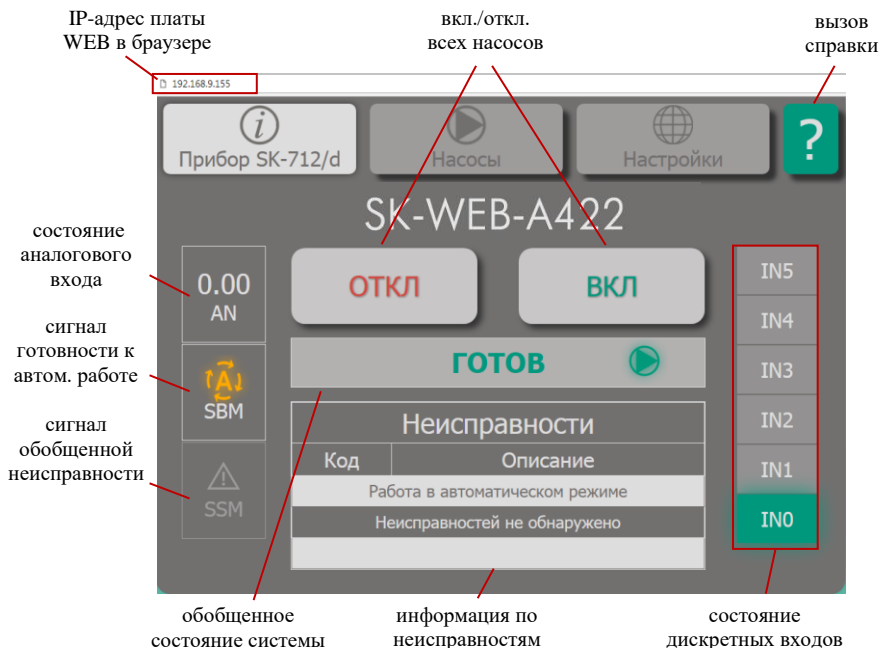 IP-адрес платы
WEB в браузере
вкл./откл.
всех насосов
вызов
справки
192.168.9.155
Прибор SK-712/d
Насосы
Настройки
?
SK-WEB-A422
состояние
аналогового
входа
0.00
AN
ОТКЛ
ВКЛ
IN5
IN4
сигнал
готовности к
автом. работе
A
SBM
ГОТОВ
IN3
сигнал
обобщенной
неисправности
SSM
Неисправности
Код
Описание
Работа в автоматическом режиме
Неисправностей не обнаружено
IN2
IN1
IN0
обобщенное
состояние системы
информация по
неисправностям
состояние
дискретных входов